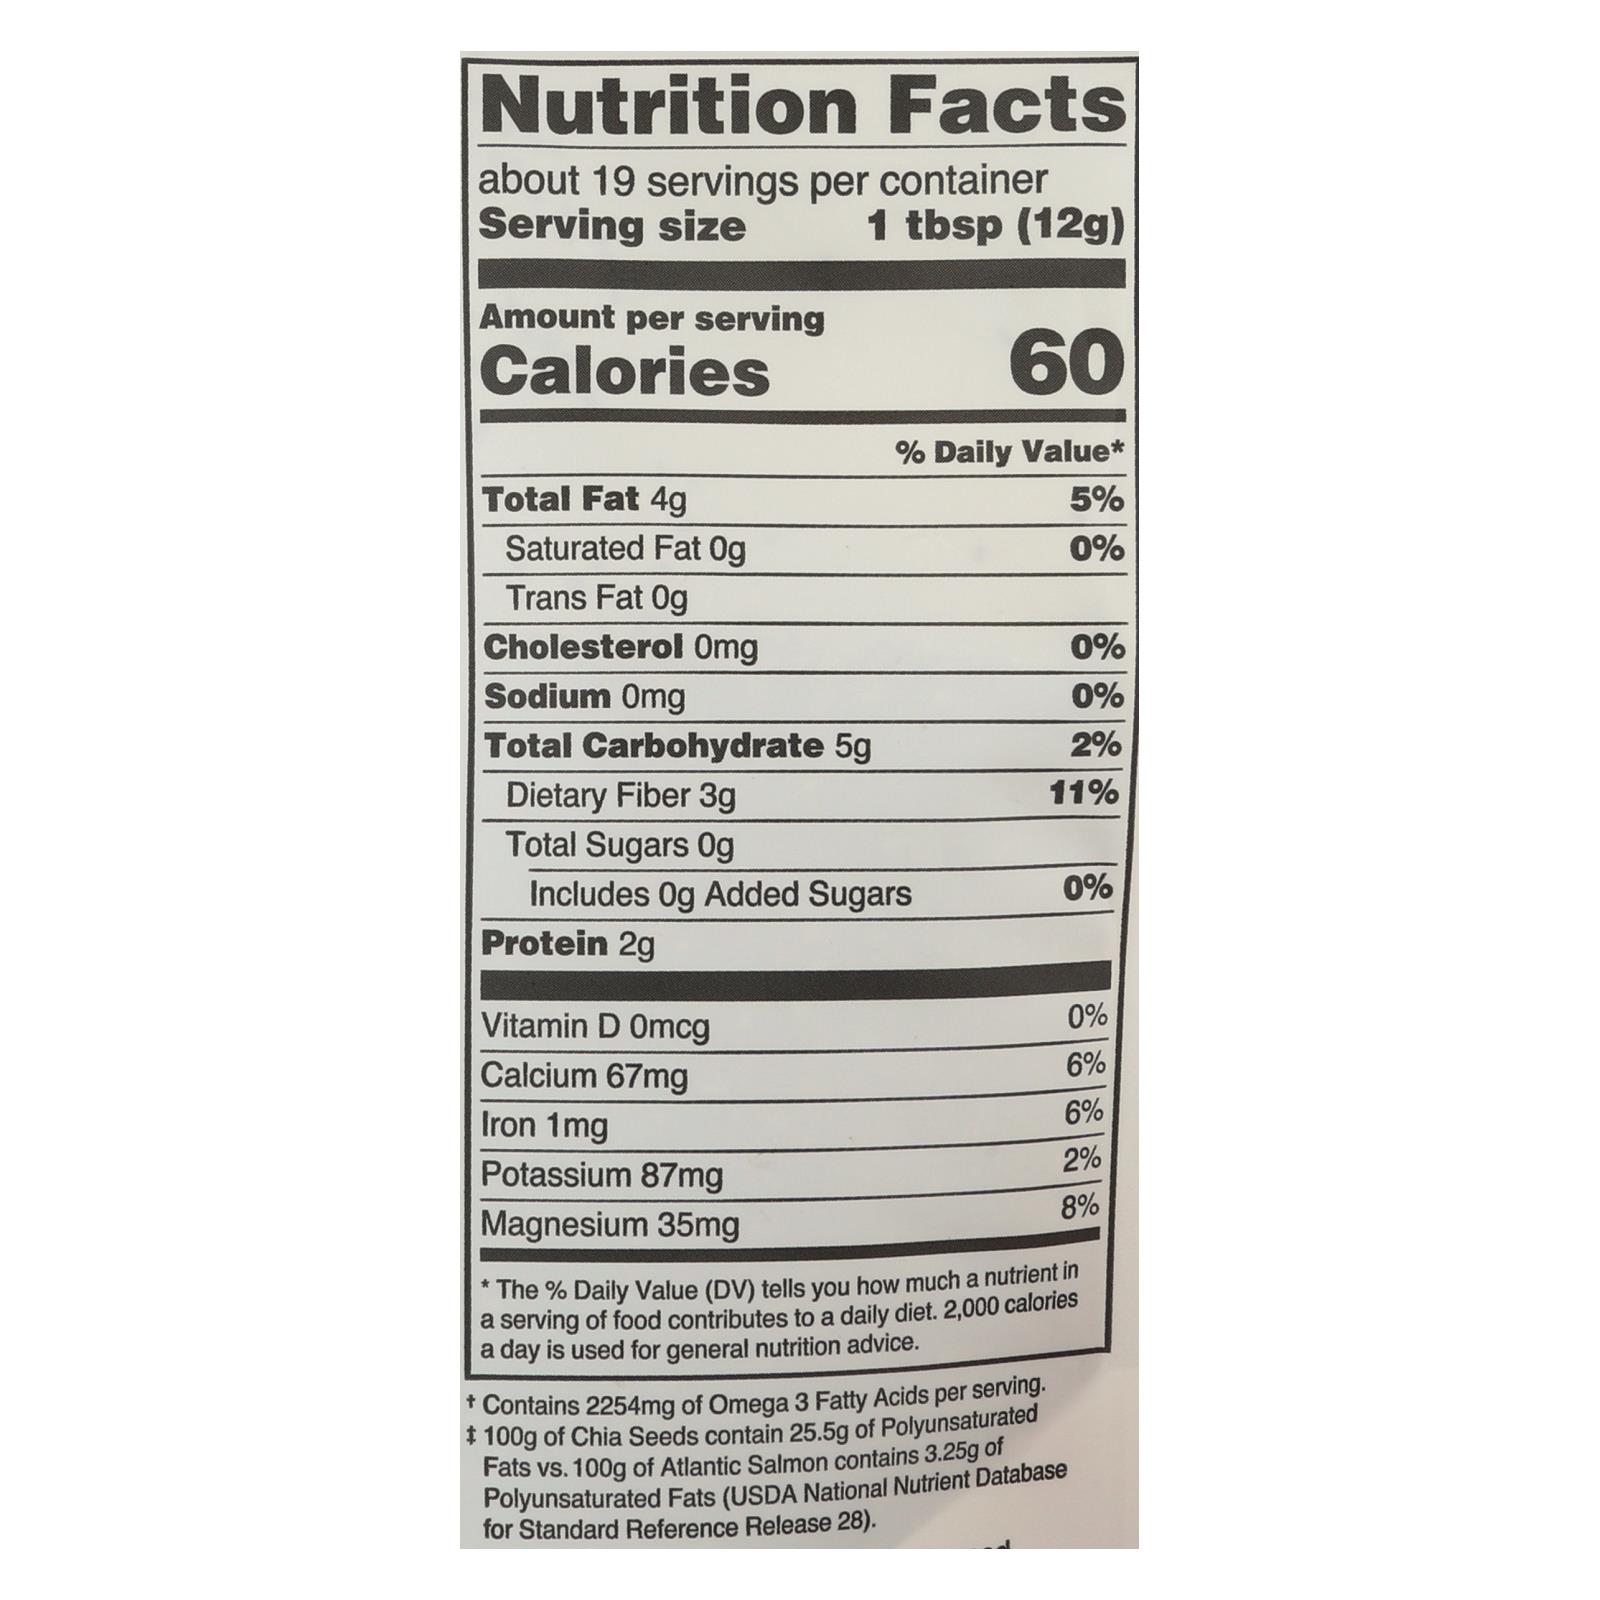 Nutrition Facts
about 19 servings per container
Serving size 1 tbsp (12g)
Amount per serving
Calories 60
% Daily Value*
Total Fat 4g 5%
Saturated Fat 0g 0%
Trans Fat 0g
Cholesterol 0mg 0%
Sodium 0mg 0%
Total Carbohydrate 5g 2%
Dietary Fiber 3g 11%
Total Sugars 0g
Includes 0g Added Sugars 0%
Protein 2g
Vitamin D 0mcg 0%
Calcium 67mg 6%
Iron 1mg 6%
Potassium 87mg 2%
Magnesium 35mg 8%
* The % Daily Value (DV) tells you how much a nutrient in
a serving of food contributes to a daily diet. 2,000 calories
a day is used for general nutrition advice.
† Contains 2254mg of Omega 3 Fatty Acids per serving.
‡ 100g of Chia Seeds contain 25.5g of Polyunsaturated
Fats vs. 100g of Atlantic Salmon contains 3.25g of
Polyunsaturated Fats (USDA National Nutrient Database
for Standard Reference Release 28).